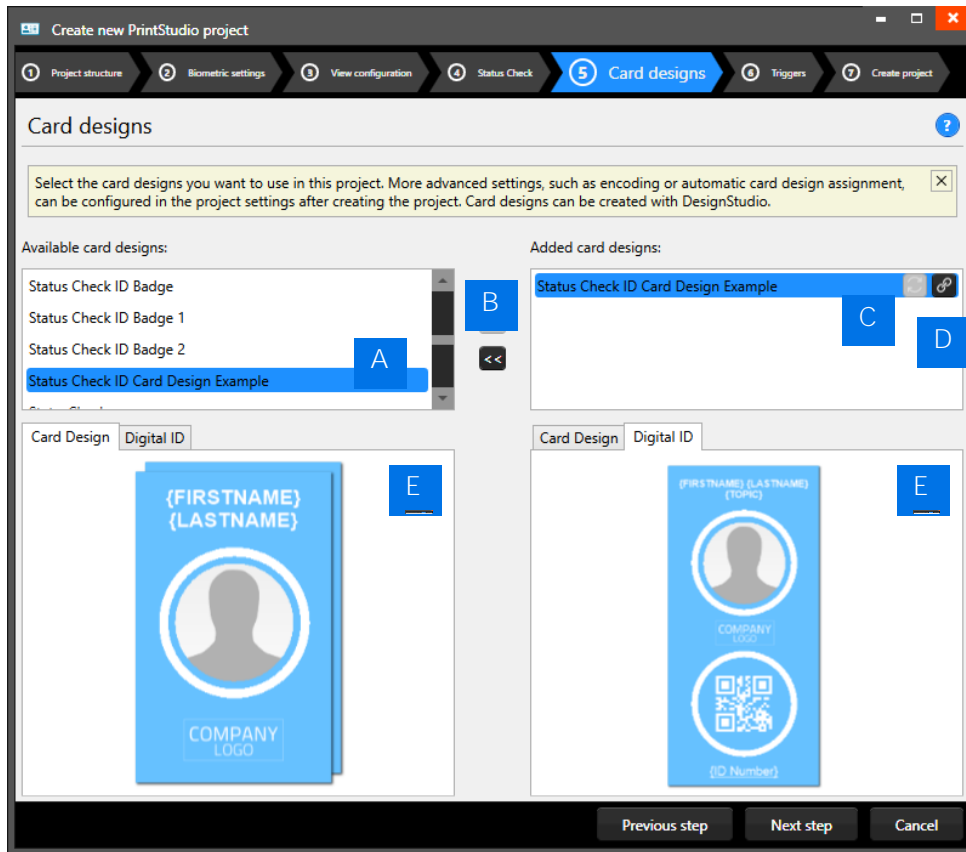 Create new PrintStudio project
1 Project structure 2 Biometric settings 3 View configuration 4 Status Check 5 Card designs 6 Triggers 7 Create project
Card designs
?
Select the card designs you want to use in this project. More advanced settings, such as encoding or automatic card design assignment,
can be configured in the project settings after creating the project. Card designs can be created with DesignStudio.
Available card designs:
Status Check ID Badge
Status Check ID Badge 1
Status Check ID Badge 2
Status Check ID Card Design Example
A
B
<<
Added card designs:
Status Check ID Card Design Example
C
D
Card Design Digital ID
{FIRSTNAME}
{LASTNAME}
COMPANY
LOGO
E
Card Design Digital ID
{FIRSTNAME} {LASTNAME}
{TOPIC}
COMPANY
LOGO
{ID Number}
E
Previous step Next step Cancel